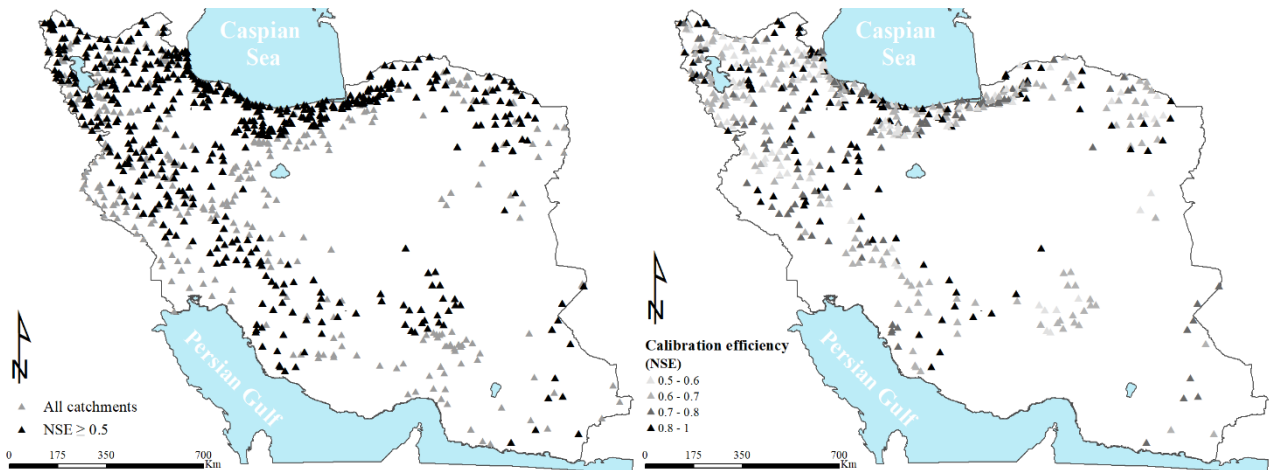 Caspian
Sea
Persian Gulf
N
All catchments
NSE ≥ 0.5
0 175 350 700
Km
Caspian
Sea
Persian Gulf
N
Calibration efficiency
(NSE)
0.5 - 0.6
0.6 - 0.7
0.7 - 0.8
0.8 - 1
0 175 350 700
Km